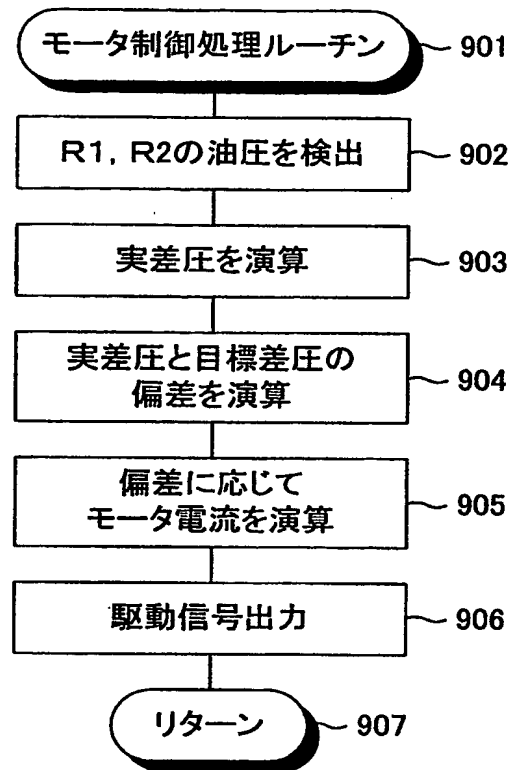 モータ制御処理ルーチン
901
R1, R2の油圧を検出
902
実差圧を演算
903
実差圧と目標差圧の
偏差を演算
904
偏差に応じて
モータ電流を演算
905
駆動信号出力
906
リターン
907